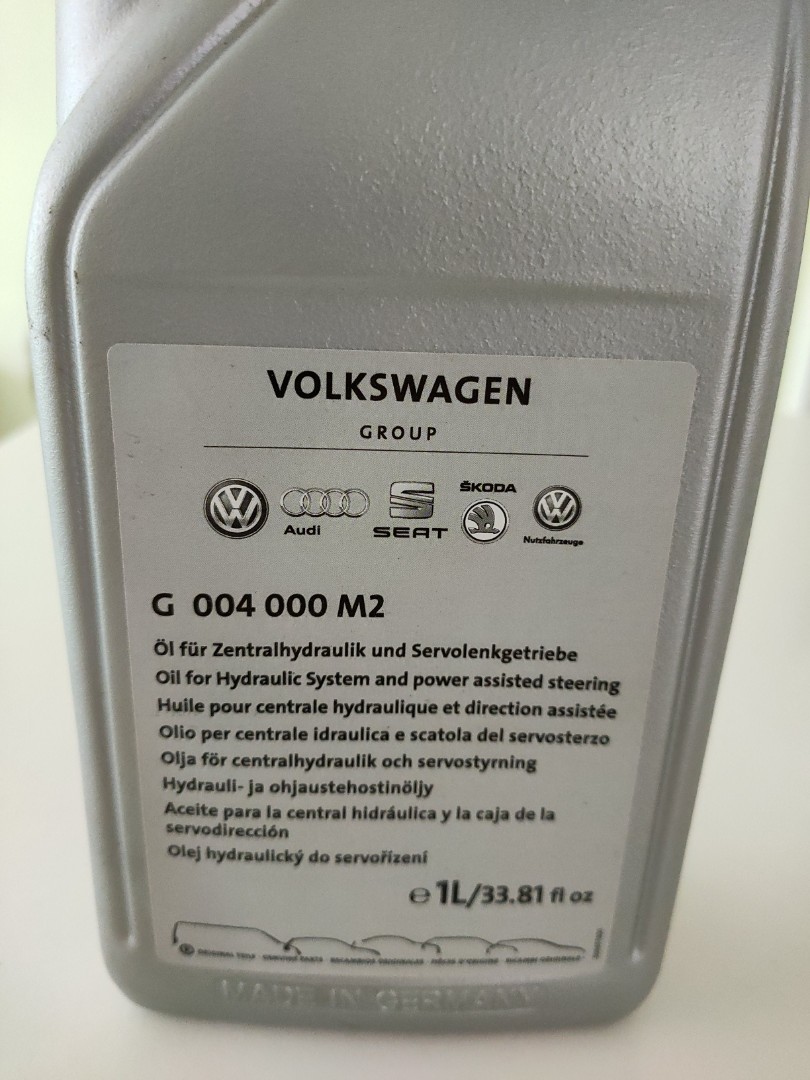 VOLKSWAGEN
GROUP
Audi
SEAT
ŠKODA
Nutzfahrzeuge
G 004 000 M2
Öl für Zentralhydraulik und Servolenkgetriebe
Oil for Hydraulic System and power assisted steering
Huile pour centrale hydraulique et direction assistée
Olio per centrale idraulica e scatola del servosterzo
Olja för centralhydraulik och servostyrning
Hydrauli- ja ohjaustehostinöljy
Aceite para la central hidráulica y la caja de la
servodirección
Olej hydraulický do servořízení
℮ 1L/33.81 fl oz
MADE IN GERMANY